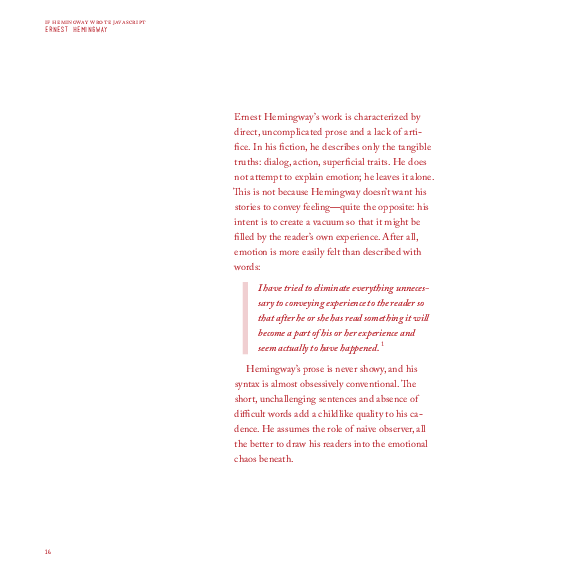 IF HEMINGWAY WROTE JAVASCRIPT
ERNEST HEMINGWAY
Ernest Hemingway’s work is characterized by
direct, uncomplicated prose and a lack of arti-
fice. In his fiction, he describes only the tangible
truths: dialog, action, superficial traits. He does
not attempt to explain emotion; he leaves it alone.
This is not because Hemingway doesn’t want his
stories to convey feeling—quite the opposite: his
intent is to create a vacuum so that it might be
filled by the reader’s own experience. After all,
emotion is more easily felt than described with
words:
I have tried to eliminate everything unneces-
sary to conveying experience to the reader so
that after he or she has read something it will
become a part of his or her experience and
seem actually to have happened.¹
Hemingway’s prose is never showy, and his
syntax is almost obsessively conventional. The
short, unchallenging sentences and absence of
difficult words add a childlike quality to his ca-
dence. He assumes the role of naive observer, all
the better to draw his readers into the emotional
chaos beneath.
16